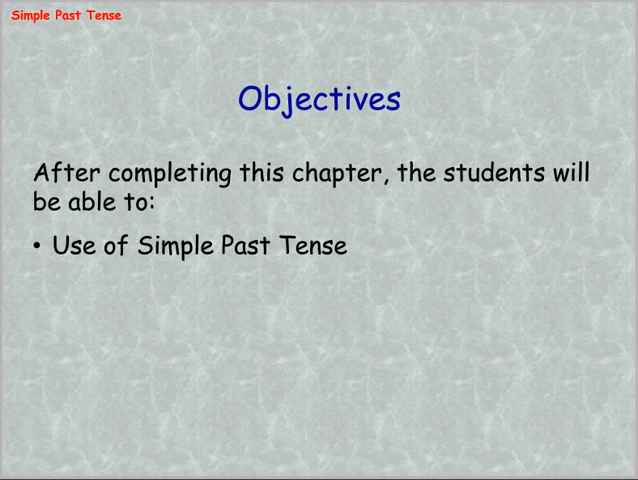 Simple Past Tense
Objectives
After completing this chapter, the students will
be able to:
• Use of Simple Past Tense